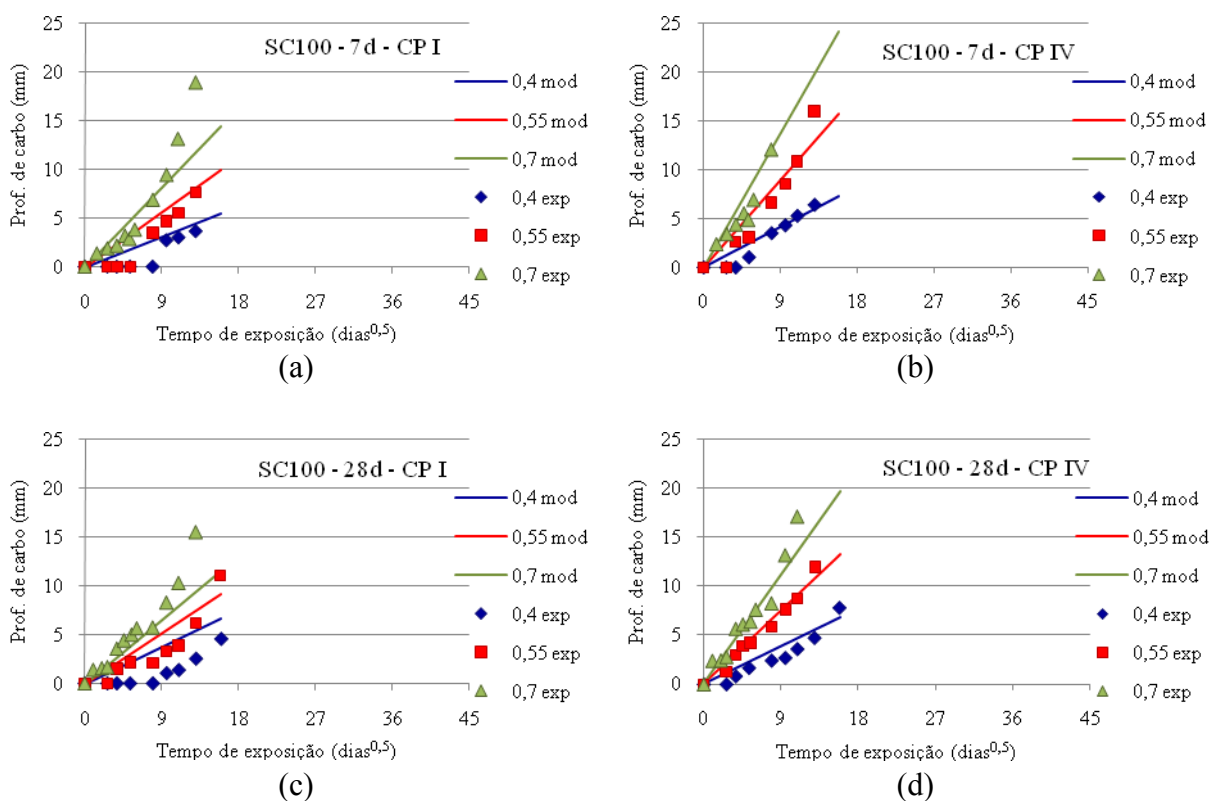 SC100 - 7d - CP I
Prof. de carbo (mm)
25
20
15
10
5
0
0 9 18 27 36 45
Tempo de exposição (dias0,5)
0,4 mod
0,55 mod
0,7 mod
0,4 exp
0,55 exp
0,7 exp
(a)
SC100 - 7d - CP IV
Prof. de carbo (mm)
25
20
15
10
5
0
0 9 18 27 36 45
Tempo de exposição (dias0,5)
0,4 mod
0,55 mod
0,7 mod
0,4 exp
0,55 exp
0,7 exp
(b)
SC100 - 28d - CP I
Prof. de carbo (mm)
25
20
15
10
5
0
0 9 18 27 36 45
Tempo de exposição (dias0,5)
0,4 mod
0,55 mod
0,7 mod
0,4 exp
0,55 exp
0,7 exp
(c)
SC100 - 28d - CP IV
Prof. de carbo (mm)
25
20
15
10
5
0
0 9 18 27 36 45
Tempo de exposição (dias0,5)
0,4 mod
0,55 mod
0,7 mod
0,4 exp
0,55 exp
0,7 exp
(d)